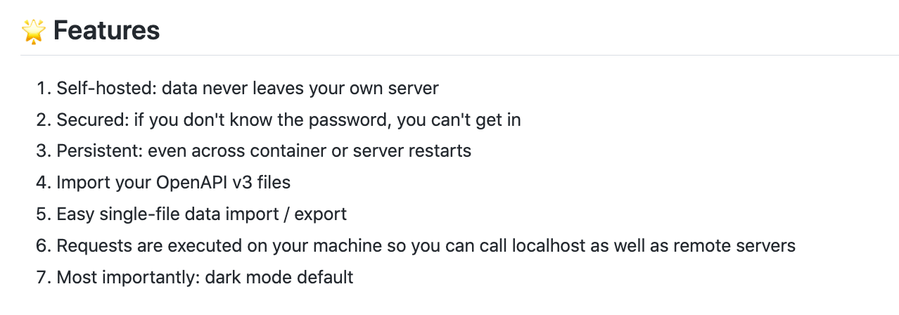 🌟 Features
1. Self-hosted: data never leaves your own server
2. Secured: if you don't know the password, you can't get in
3. Persistent: even across container or server restarts
4. Import your OpenAPI v3 files
5. Easy single-file data import / export
6. Requests are executed on your machine so you can call localhost as well as remote servers
7. Most importantly: dark mode default